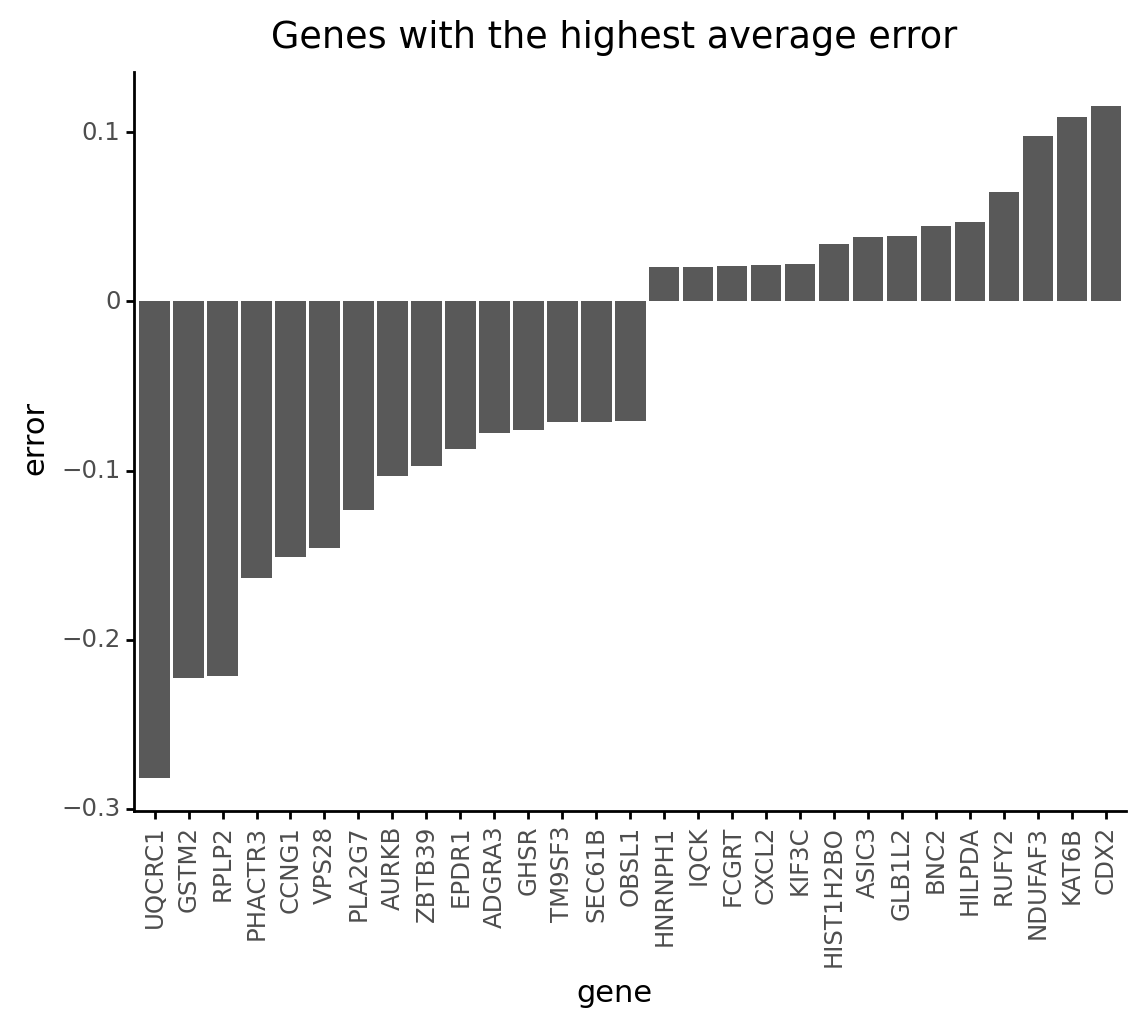 Genes with the highest average error
0.1
0
−0.1
−0.2
−0.3
error
UQCRC1
GSTM2
RPLP2
PHACTR3
CCNG1
VPS28
PLA2G7
AURKB
ZBTB39
EPDR1
ADGRA3
GHSR
TM9SF3
SEC61B
OBSL1
HNRNPH1
IQCK
FCGRT
CXCL2
KIF3C
HIST1H2BO
ASIC3
GLB1L2
BNC2
HILPDA
RUFY2
NDUFAF3
KAT6B
CDX2
gene